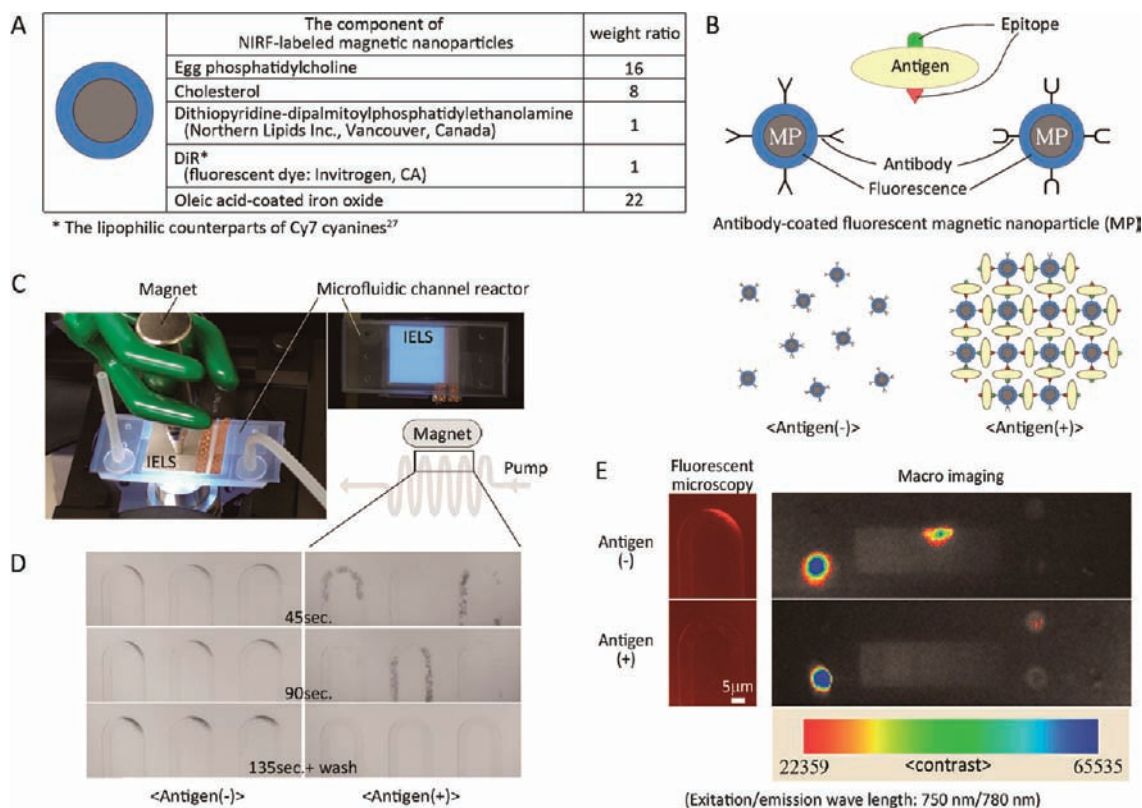 A
The component of
NIRF-labeled magnetic nanoparticles
weight ratio
Egg phosphatidylcholine
16
Cholesterol
8
Dithiopyridine-dipalmitoylphosphatidylethanolamine
(Northern Lipids Inc., Vancouver, Canada)
1
DiR*
(fluorescent dye: Invitrogen, CA)
1
Oleic acid-coated iron oxide
22
* The lipophilic counterparts of Cy7 cyanines27
B
Epitope
Antigen
MP
MP
Antibody
Fluorescence
Antibody-coated fluorescent magnetic nanoparticle (MP)
<Antigen(-)>
<Antigen(+)>
C
Magnet
Microfluidic channel reactor
IELS
IELS
Magnet
Pump
D
45sec.
90sec.
135sec.+ wash
<Antigen(-)>
<Antigen(+)>
E
Fluorescent
microscopy
Macro imaging
Antigen
(-)
Antigen
(+)
5μm
22359
<contrast>
65535
(Exitation/emission wave length: 750 nm/780 nm)